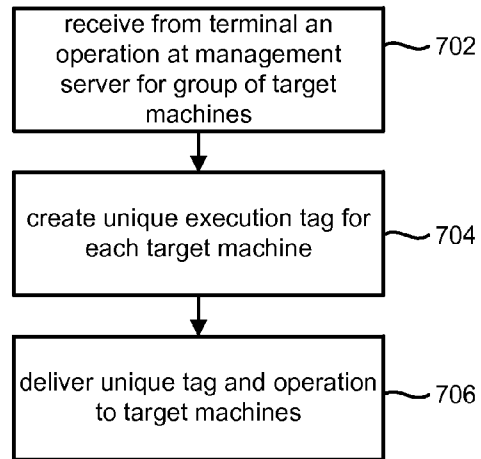 receive from terminal an
operation at management
server for group of target
machines
702
create unique execution tag for
each target machine
704
deliver unique tag and operation
to target machines
706